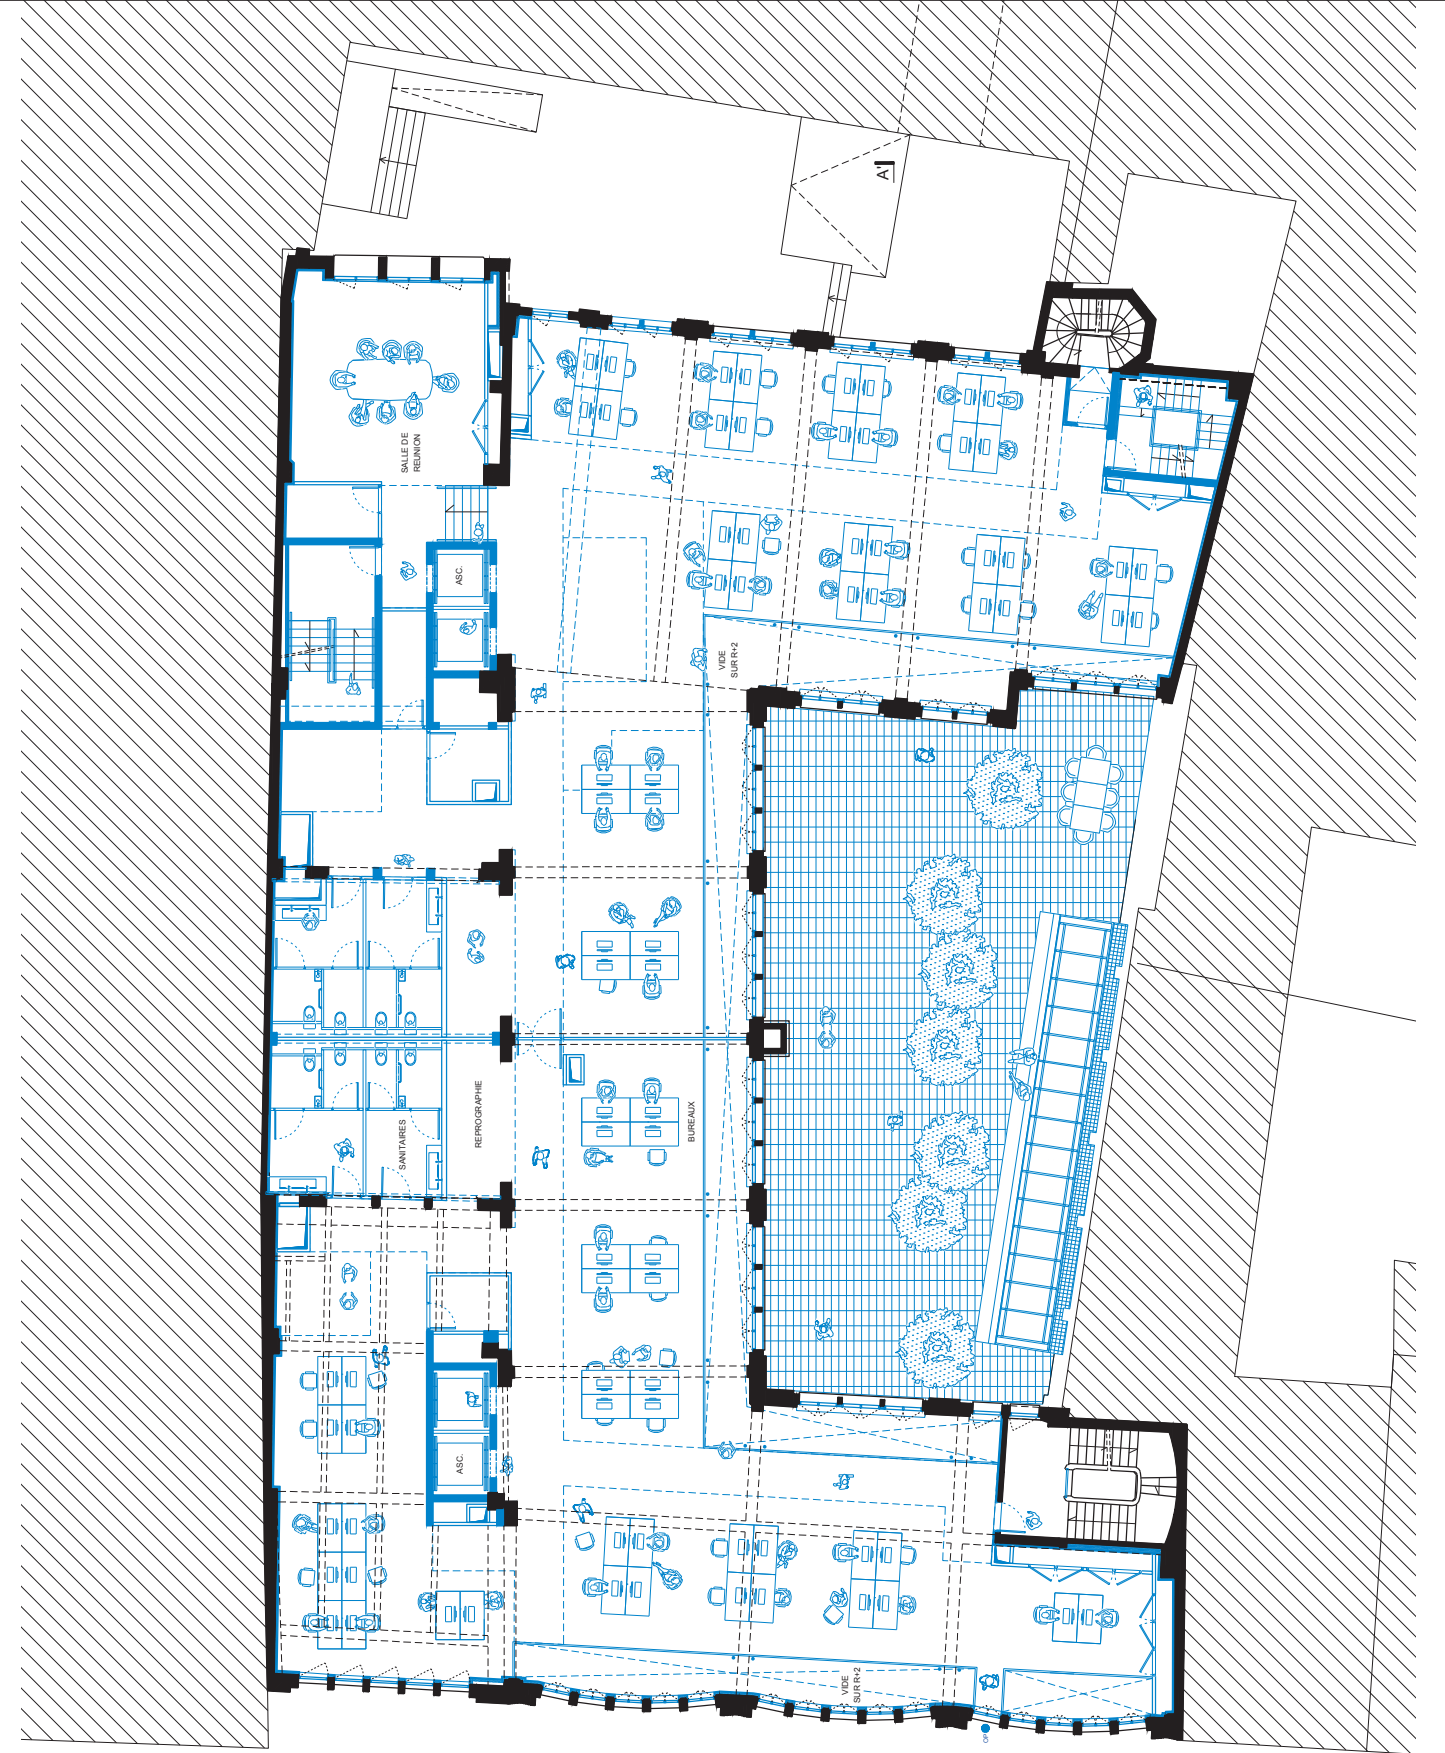 A'
SALLE DE
REUNION
ASC.
VIDE
SUR R+2
REPROGRAPHIE
SANITAIRES
BUREAUX
ASC.
VIDE
SUR R+2